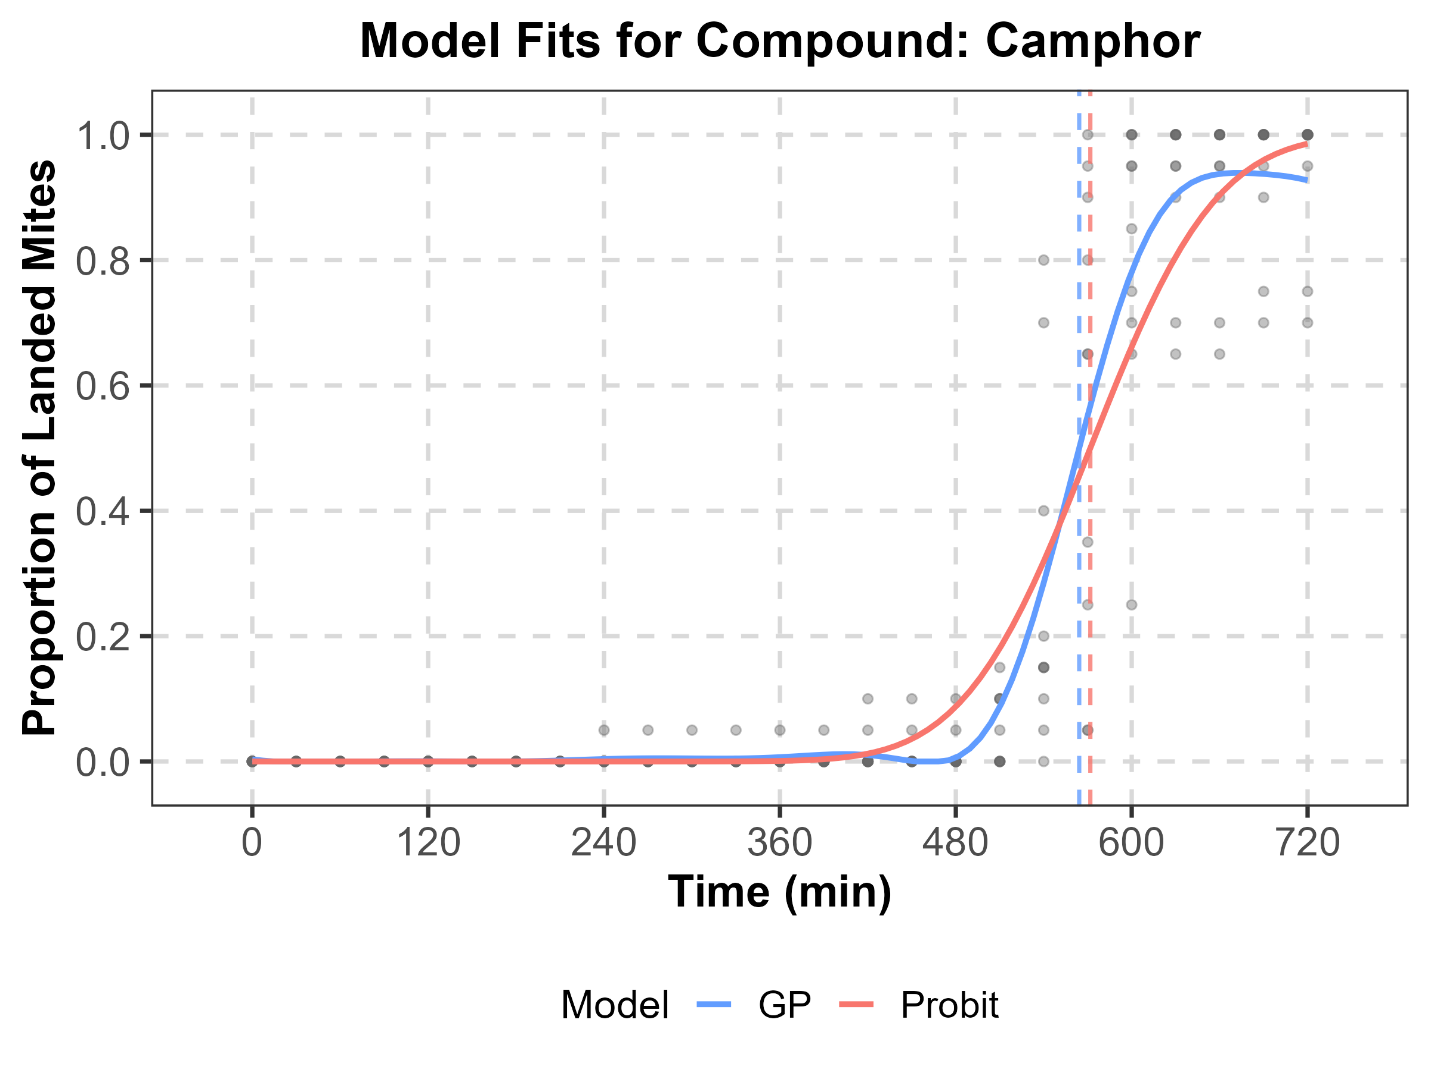 Model Fits for Compound: Camphor
Proportion of Landed Mites
1.0
0.8
0.6
0.4
0.2
0.0
0 120 240 360 480 600 720
Time (min)
Model GP Probit